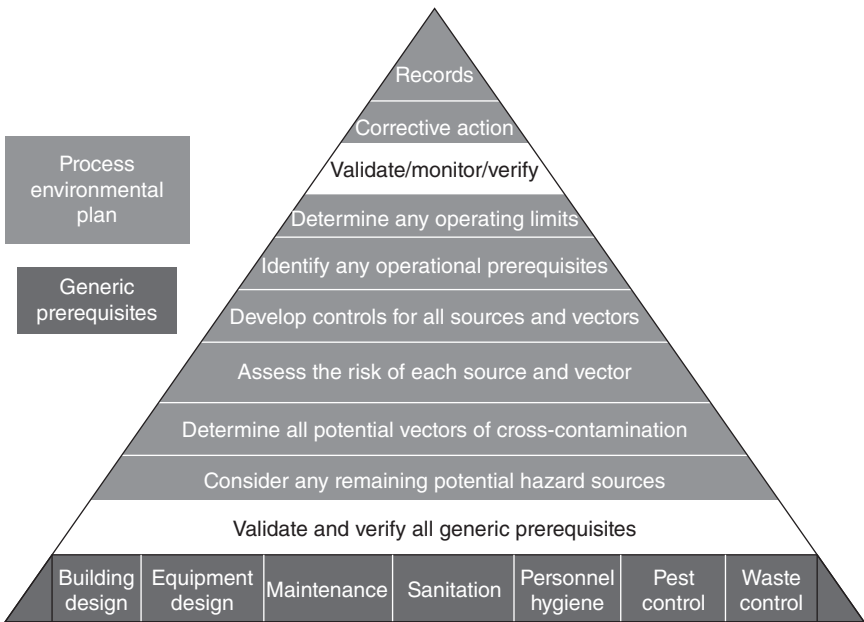 Records
Corrective action
Validate/monitor/verify
Process
environmental
plan
Determine any operating limits
Identify any operational prerequisites
Generic
prerequisites
Develop controls for all sources and vectors
Assess the risk of each source and vector
Determine all potential vectors of cross-contamination
Consider any remaining potential hazard sources
Validate and verify all generic prerequisites
Building
design
Equipment
design
Maintenance
Sanitation
Personnel
hygiene
Pest
control
Waste
control